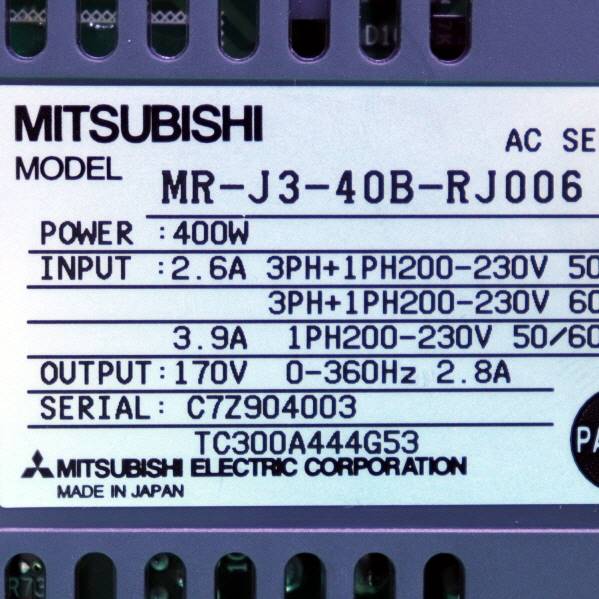 MITSUBISHI
AC SE
MODEL MR-J3-40B-RJ006
POWER : 400W
INPUT : 2.6A 3PH+1PH200-230V 50
3PH+1PH200-230V 60
3.9A 1PH200-230V 50/60
OUTPUT: 170V 0-360Hz 2.8A
SERIAL: C7Z904003
TC300A444G53
PA
MITSUBISHI ELECTRIC CORPORATION
MADE IN JAPAN
R73